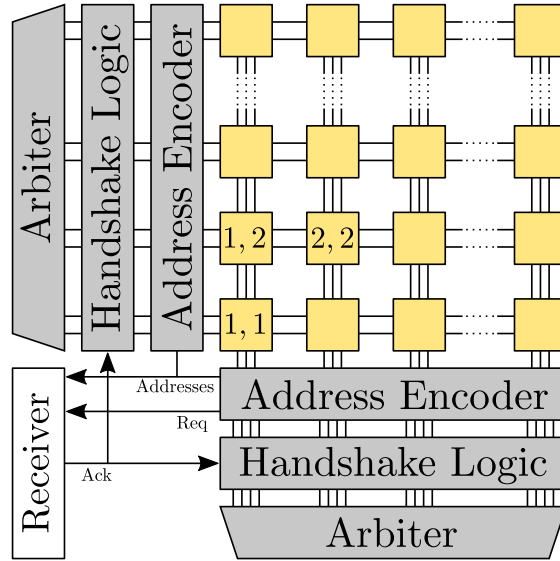 Arbiter
Handshake Logic
Address Encoder
1, 2
2, 2
1, 1
Addresses
Req
Ack
Receiver
Address Encoder
Handshake Logic
Arbiter